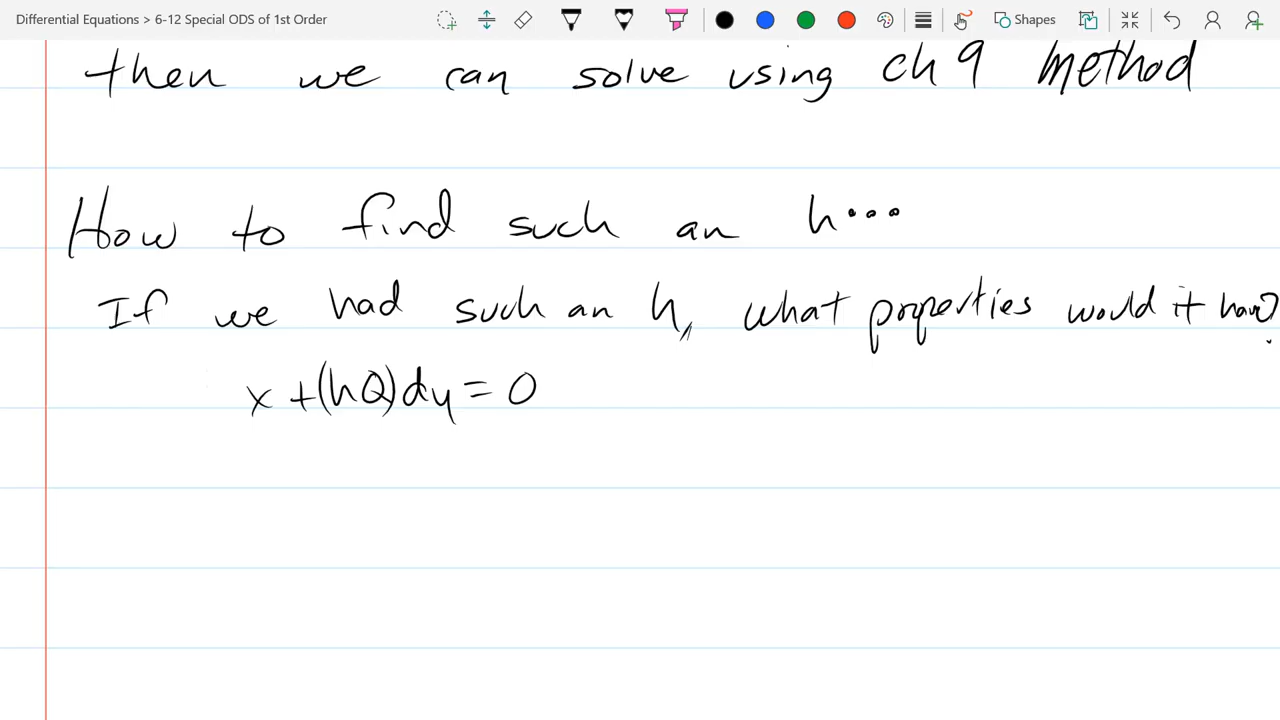 Differential Equations > 6-12 Special ODS of 1st Order
Shapes
then we can solve using ch 9 method
How to find such an h...
If we had such an h, what properties would it have?
x + (hQ)dy = 0